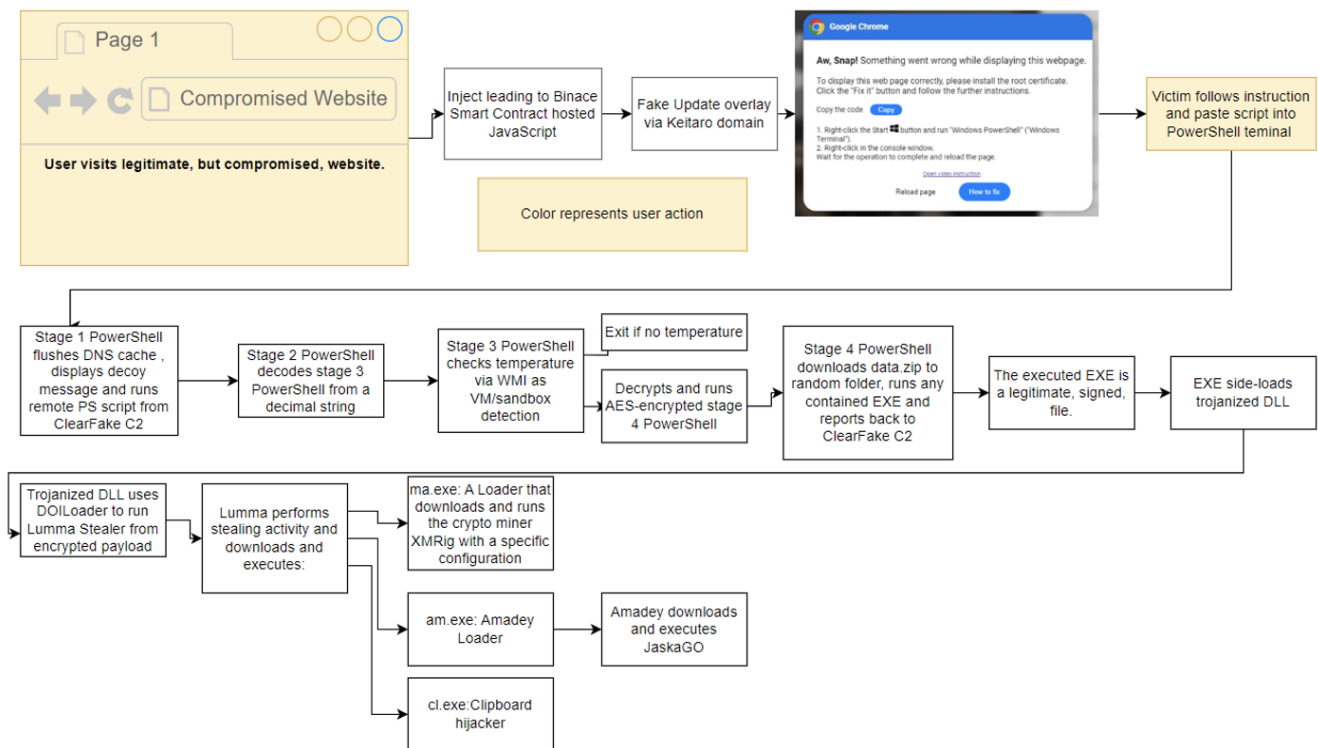 Page 1
Compromised Website
User visits legitimate, but compromised, website.
Inject leading to Binace
Smart Contract hosted
JavaScript
Fake Update overlay
via Keitaro domain
Google Chrome
Aw, Snap! Something went wrong while displaying this webpage.
To display this web page correctly, please install the root certificate.
Click the "Fix it" button and follow the further instructions.
Copy the code
Copy
1. Right-click the Start button and run "Windows PowerShell" ("Windows
Terminal").
2. Right-click in the console window.
Wait for the operation to complete and reload the page.
Open video instruction
Reload page
How to fix
Victim follows instruction
and paste script into
PowerShell teminal
Color represents user action
Stage 1 PowerShell
flushes DNS cache ,
displays decoy
message and runs
remote PS script from
ClearFake C2
Stage 2 PowerShell
decodes stage 3
PowerShell from a
decimal string
Stage 3 PowerShell
checks temperature
via WMI as
VM/sandbox
detection
Exit if no temperature
Decrypts and runs
AES-encrypted stage
4 PowerShell
Stage 4 PowerShell
downloads data.zip to
random folder, runs any
contained EXE and
reports back to
ClearFake C2
The executed EXE is
a legitimate, signed,
file.
EXE side-loads
trojanized DLL
Trojanized DLL uses
DOILoader to run
Lumma Stealer from
encrypted payload
Lumma performs
stealing activity and
downloads and
executes:
ma.exe: A Loader that
downloads and runs
the crypto miner
XMRig with a specific
configuration
am.exe: Amadey
Loader
Amadey downloads
and executes
JaskaGO
cl.exe:Clipboard
hijacker